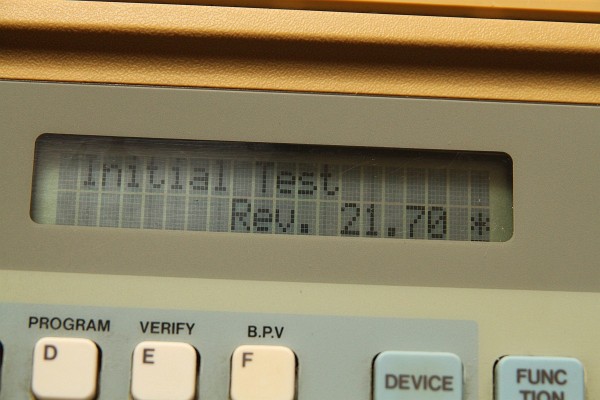 Initial Test
Rev. 21.70 *
PROGRAM VERIFY B.P.V
D E F DEVICE FUNC
TION